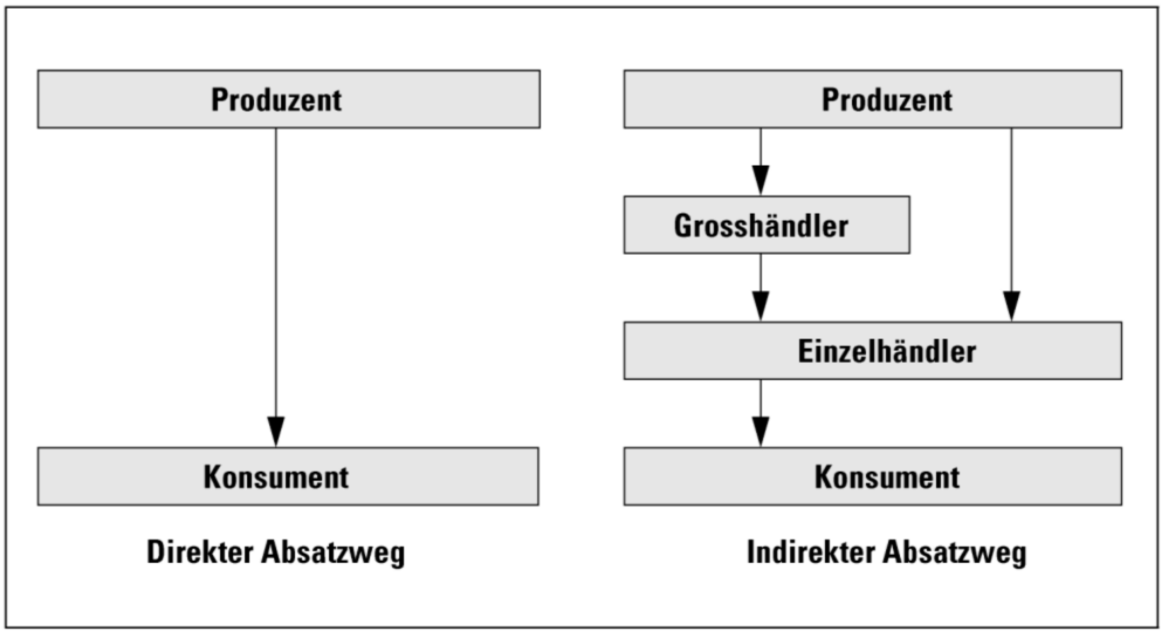 Produzent
Konsument
Direkter Absatzweg
Produzent
Grosshändler
Einzelhändler
Konsument
Indirekter Absatzweg